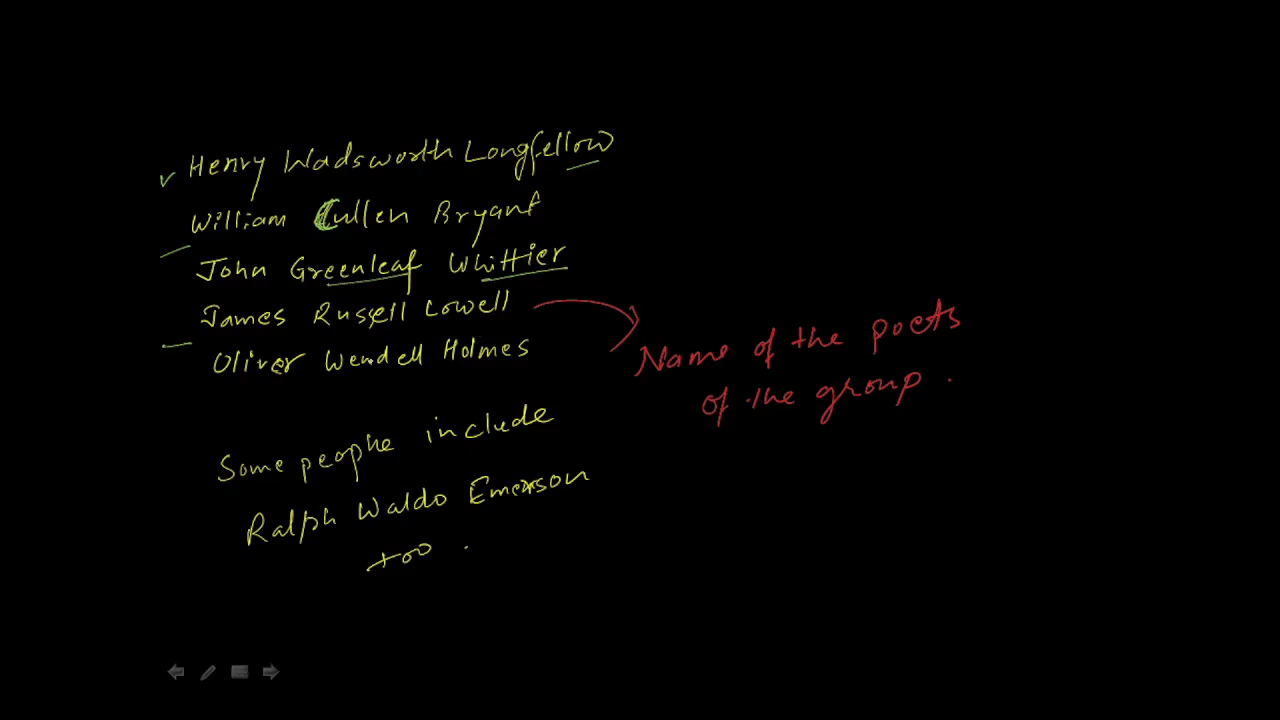 Henry Wadsworth Longfellow
William Cullen Bryant
John Greenleaf Whittier
James Russell Lowell
Oliver Wendell Holmes
Name of the poets
of the group.
Some people include
Ralph Waldo Emerson
too.